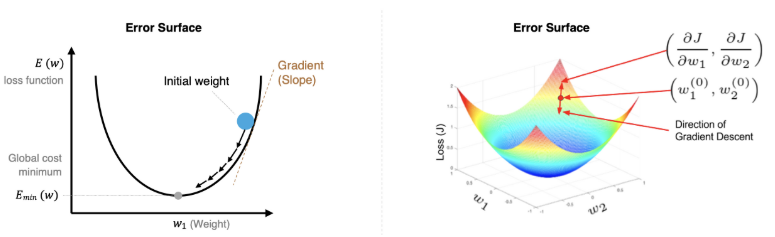 Error Surface
E (w)
loss function
Gradient
(Slope)
Initial weight
Global cost
minimum
E_min (w)
w_1 (Weight)
Error Surface
(∂J/∂w_1, ∂J/∂w_2)
(w_1^(0), w_2^(0))
Direction of
Gradient Descent
Loss (J)
w_1
w_2